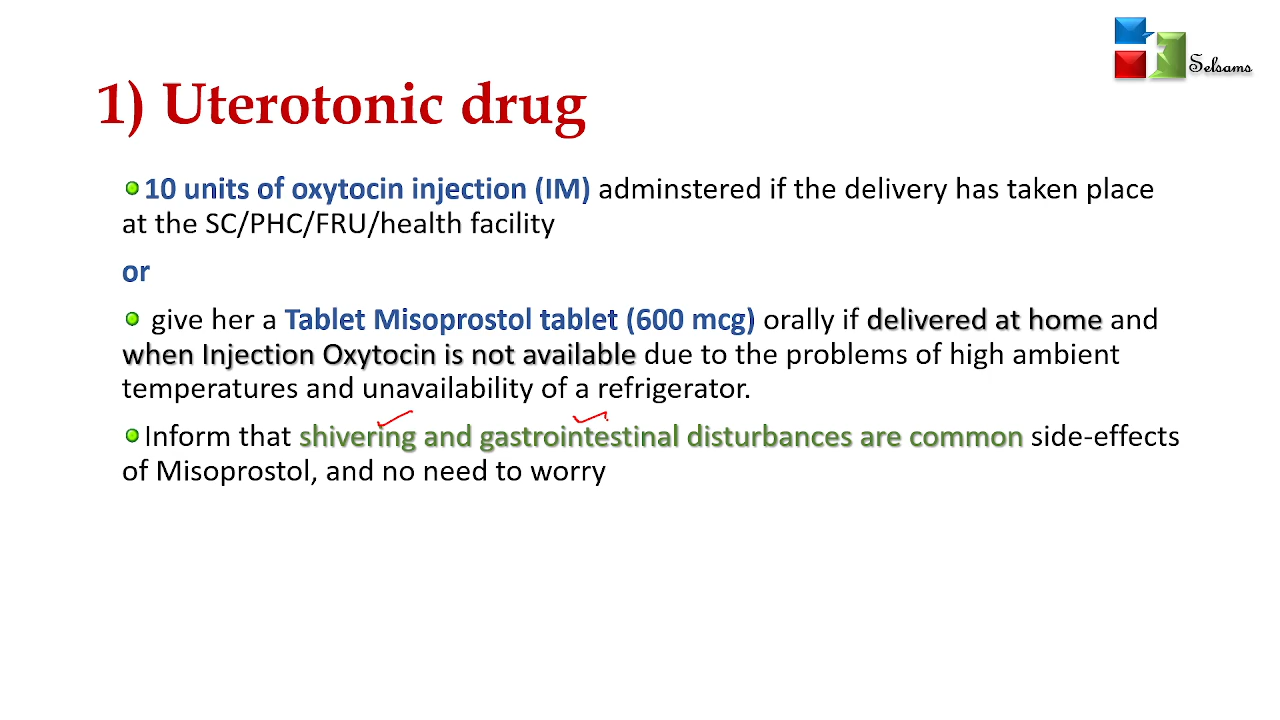 Selsams
1) Uterotonic drug
10 units of oxytocin injection (IM) adminstered if the delivery has taken place
at the SC/PHC/FRU/health facility
or
give her a Tablet Misoprostol tablet (600 mcg) orally if delivered at home and
when Injection Oxytocin is not available due to the problems of high ambient
temperatures and unavailability of a refrigerator.
Inform that shivering and gastrointestinal disturbances are common side-effects
of Misoprostol, and no need to worry